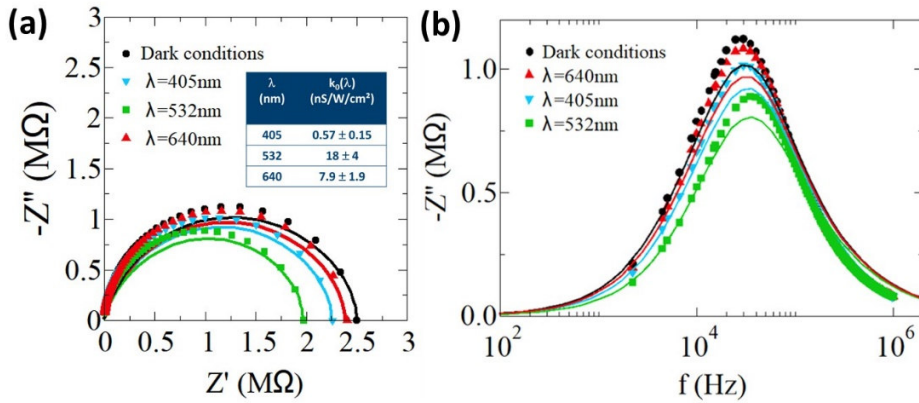 (a)
3
2.5
2
1.5
1
0.5
0
-Z'' (MΩ)
Dark conditions
λ=405nm
λ=532nm
λ=640nm
λ
(nm)
k₀(λ)
(nS/W/cm²)
405
0.57 ± 0.15
532
18 ± 4
640
7.9 ± 1.9
0 0.5 1 1.5 2 2.5 3
Z' (MΩ)
(b)
1.0
0.5
0.0
-Z'' (MΩ)
Dark conditions
λ=640nm
λ=405nm
λ=532nm
10² 10⁴ 10⁶
f (Hz)